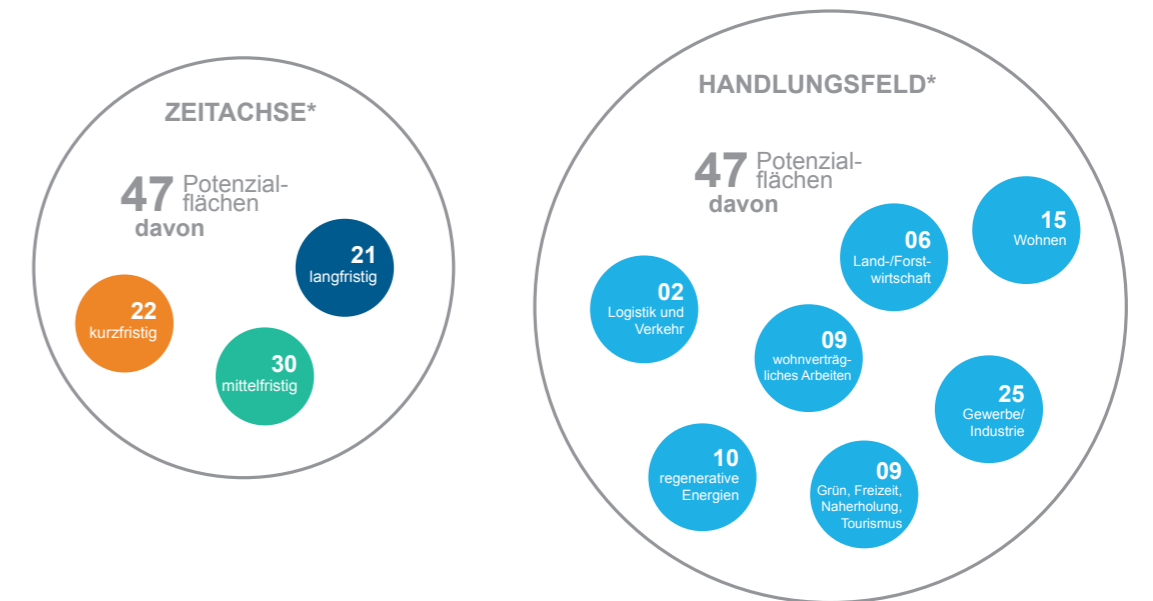 ZEITACHSE*
47 Potenzial-
flächen
davon
21
langfristig
22
kurzfristig
30
mittelfristig
HANDLUNGSFELD*
47 Potenzial-
flächen
davon
15
Wohnen
06
Land-/Forst-
wirtschaft
02
Logistik und
Verkehr
09
wohnverträg-
liches Arbeiten
25
Gewerbe/
Industrie
10
regenerative
Energien
09
Grün, Freizeit,
Naherholung,
Tourismus